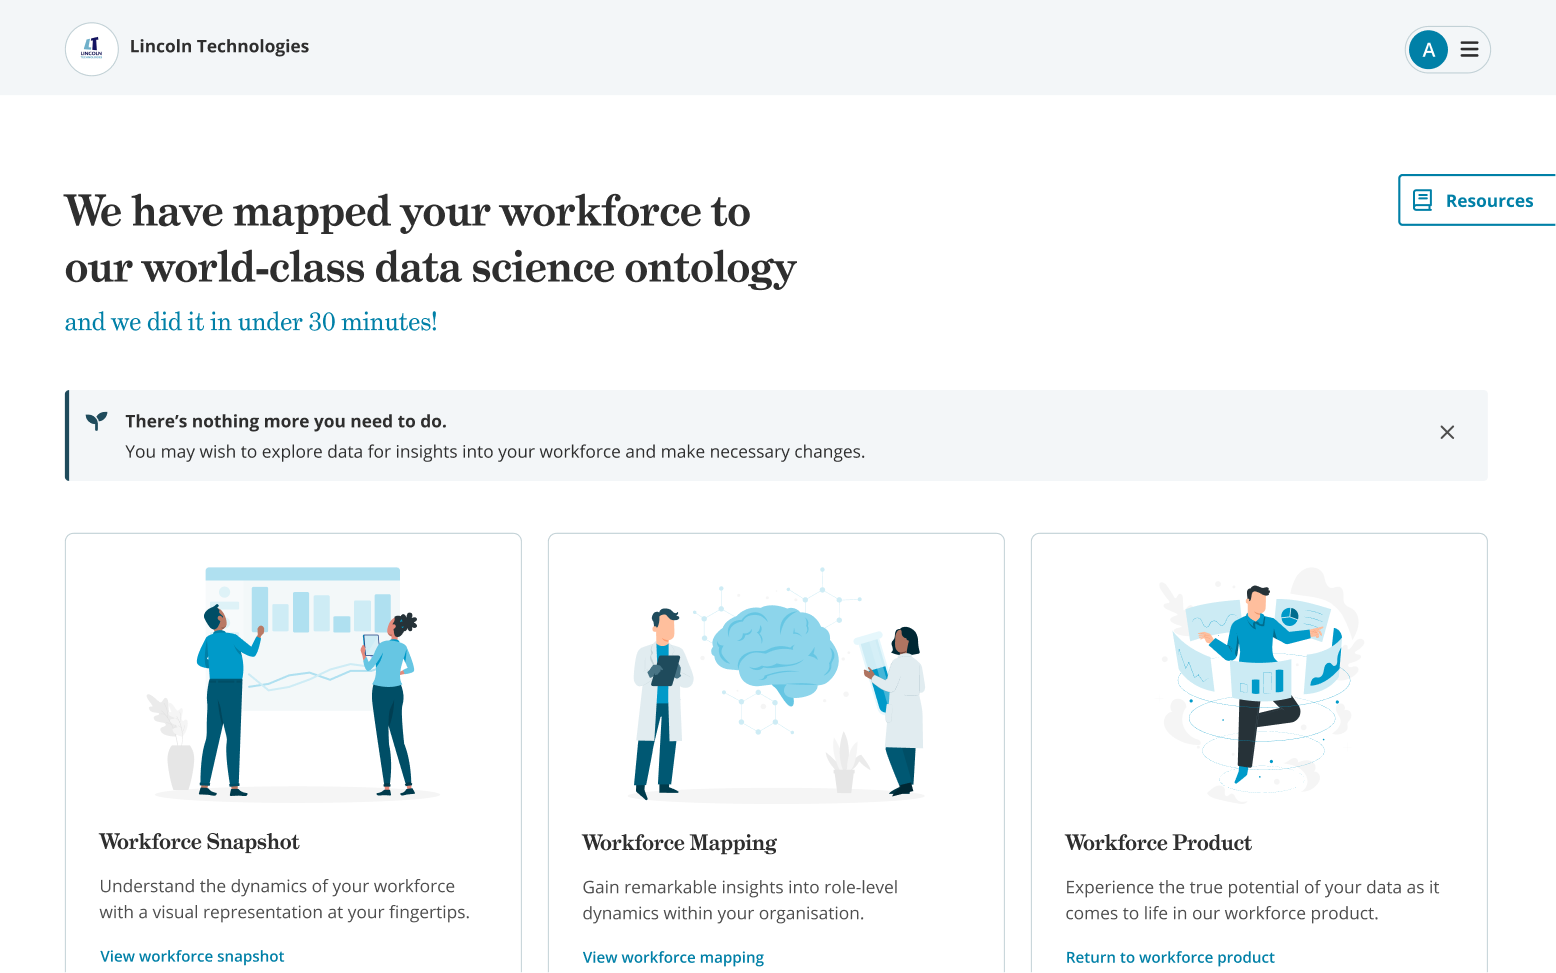 LINCOLN
Lincoln Technologies
A
We have mapped your workforce to
our world-class data science ontology
and we did it in under 30 minutes!
Resources
There’s nothing more you need to do.
You may wish to explore data for insights into your workforce and make necessary changes.
Workforce Snapshot
Understand the dynamics of your workforce
with a visual representation at your fingertips.
View workforce snapshot
Workforce Mapping
Gain remarkable insights into role-level
dynamics within your organisation.
View workforce mapping
Workforce Product
Experience the true potential of your data as it
comes to life in our workforce product.
Return to workforce product